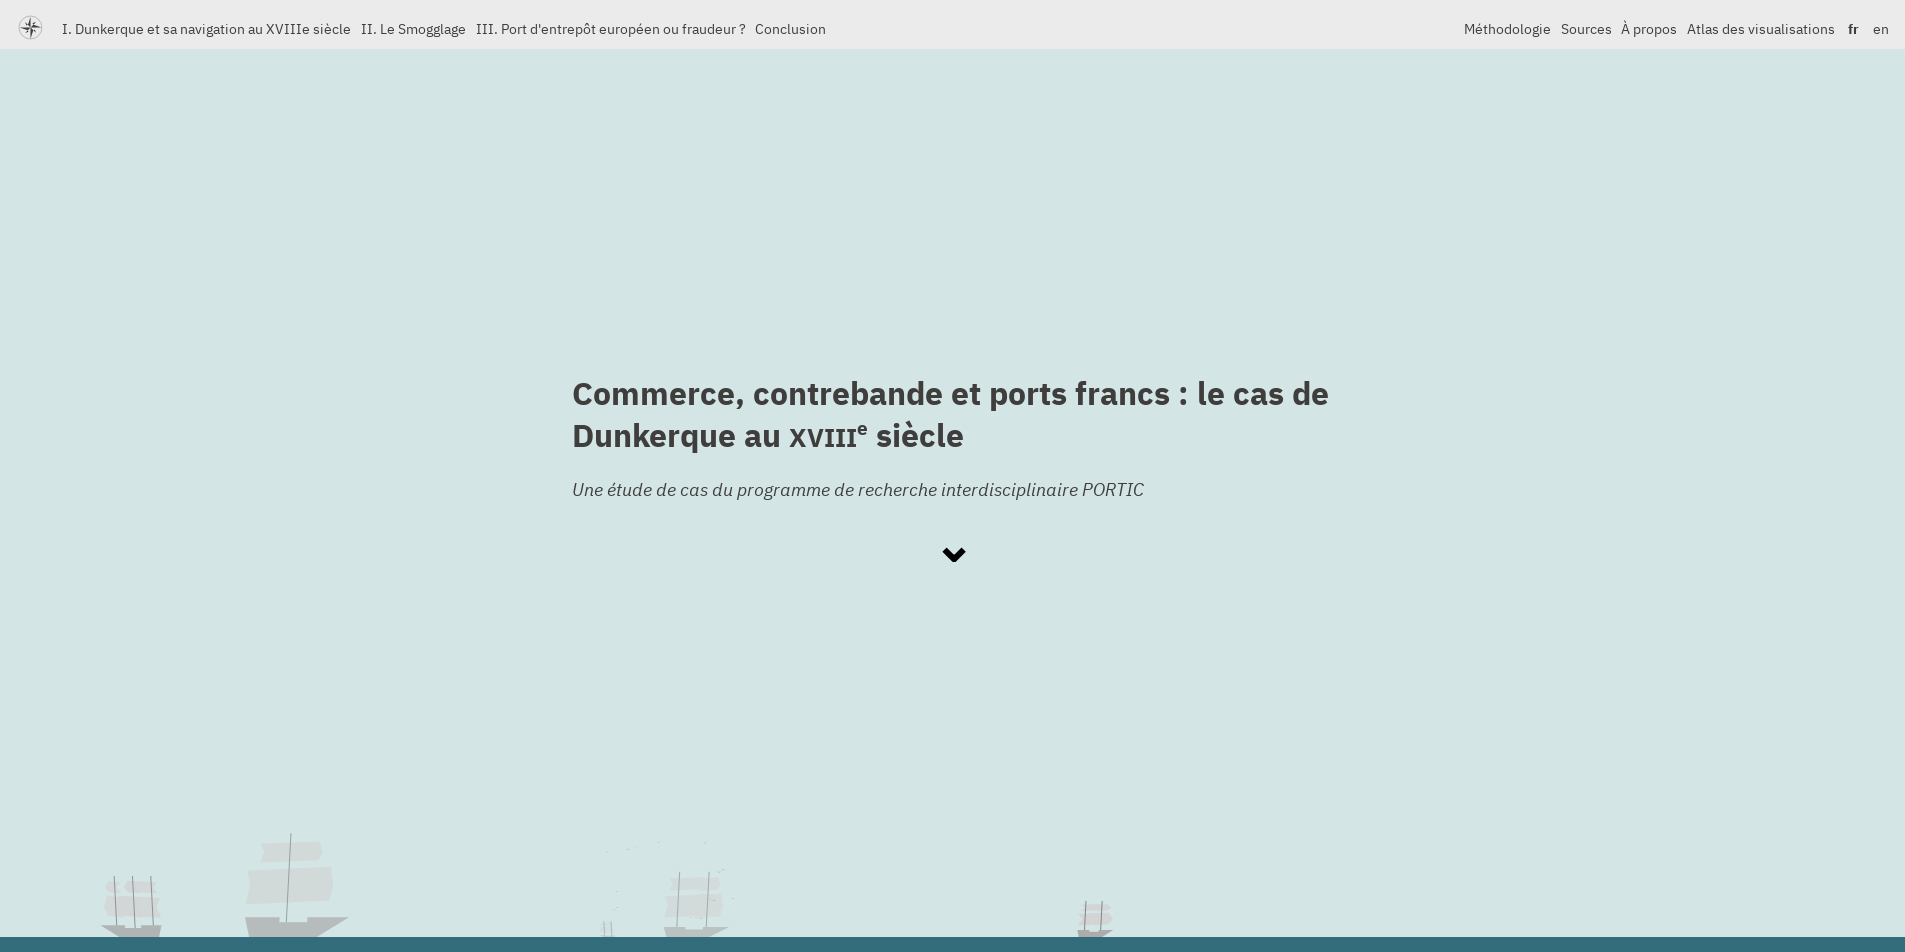 I. Dunkerque et sa navigation au XVIIIe siècle II. Le Smogglage III. Port d'entrepôt européen ou fraudeur ? Conclusion Méthodologie Sources À propos Atlas des visualisations fr en
Commerce, contrebande et ports francs : le cas de
Dunkerque au XVIIIe siècle
Une étude de cas du programme de recherche interdisciplinaire PORTIC